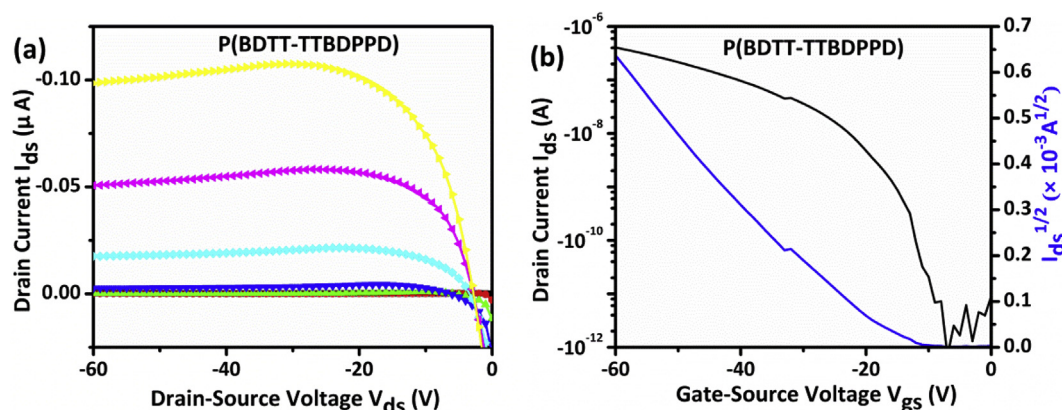 (a)
P(BDTT-TTBDPPD)
Drain Current I_ds (μ A)
-0.10
-0.05
0.00
-60
-40
-20
0
Drain-Source Voltage V_ds (V)
(b)
P(BDTT-TTBDPPD)
Drain Current I_ds (A)
-10^-6
-10^-8
-10^-10
-10^-12
-60
-40
-20
0
Gate-Source Voltage V_gs (V)
0.7
0.6
0.5
0.4
0.3
0.2
0.1
0.0
I_ds^1/2 (× 10^-3A^1/2)